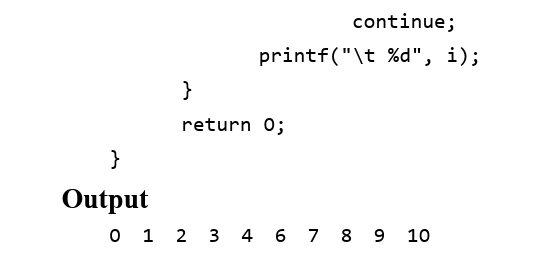 continue;
printf("\t %d", i);
}
return 0;
}
Output
0 1 2 3 4 6 7 8 9 10